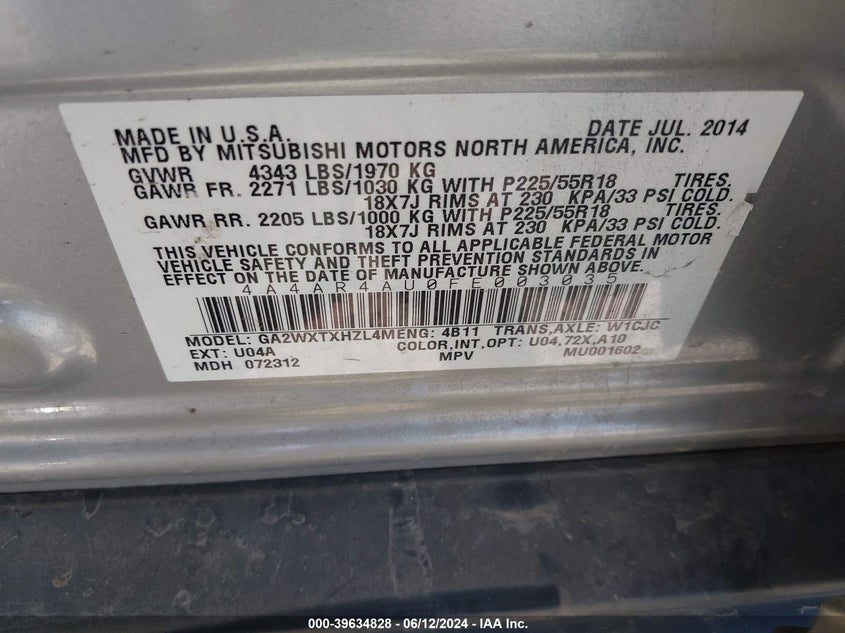 MADE IN U.S.A. DATE JUL. 2014
MFD BY MITSUBISHI MOTORS NORTH AMERICA, INC.
GVWR 4343 LBS/1970 KG
GAWR FR. 2271 LBS/1030 KG WITH P225/55R18 TIRES.
18X7J RIMS AT 230 KPA/33 PSI COLD.
GAWR RR. 2205 LBS/1000 KG WITH P225/55R18 TIRES.
18X7J RIMS AT 230 KPA/33 PSI COLD.
THIS VEHICLE CONFORMS TO ALL APPLICABLE FEDERAL MOTOR
VEHICLE SAFETY AND THEFT PREVENTION STANDARDS IN
EFFECT ON THE DATE OF MANUFACTURE SHOWN ABOVE.
4A4AR4AU0FE003035
MODEL: GA2WXTXHZL4MENG: 4B11 TRANS,AXLE: W1CJC
EXT: U04A COLOR,INT,OPT: U04,72X,A10
MDH 072312 MPV MU001602
000-39634828 - 06/12/2024 - IAA Inc.